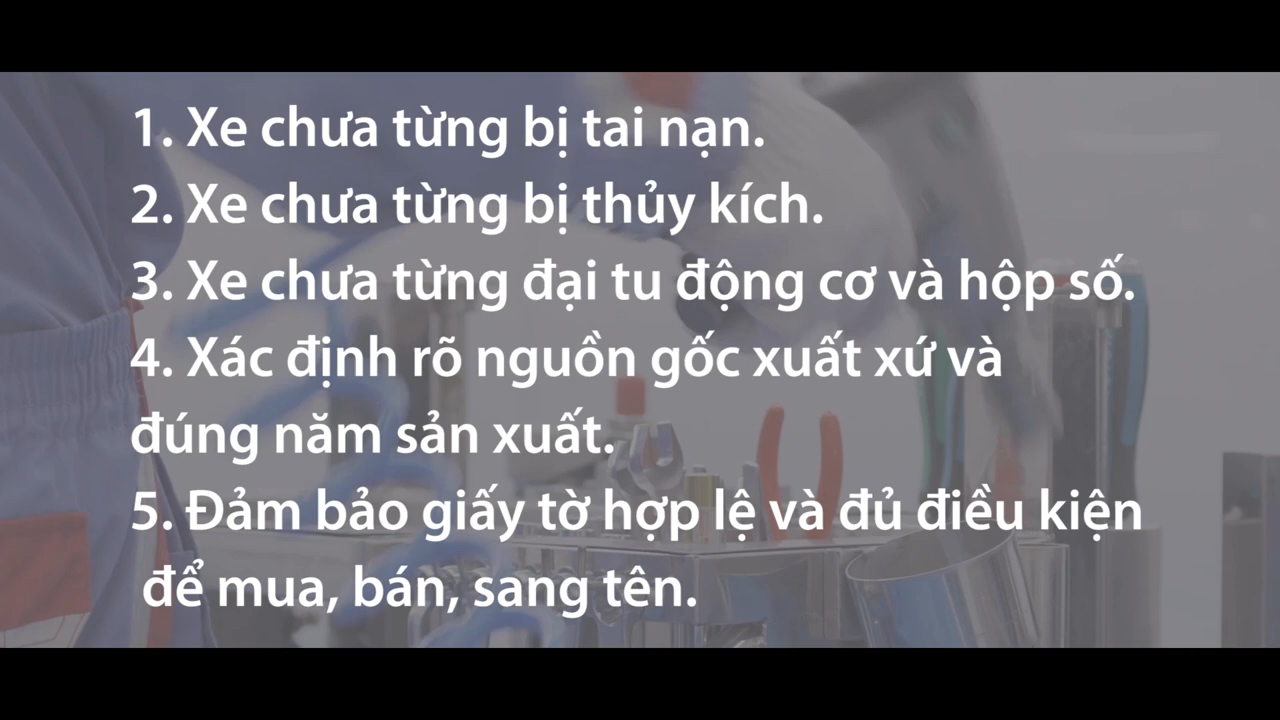 1. Xe chưa từng bị tai nạn.
2. Xe chưa từng bị thủy kích.
3. Xe chưa từng đại tu động cơ và hộp số.
4. Xác định rõ nguồn gốc xuất xứ và
đúng năm sản xuất.
5. Đảm bảo giấy tờ hợp lệ và đủ điều kiện
để mua, bán, sang tên.